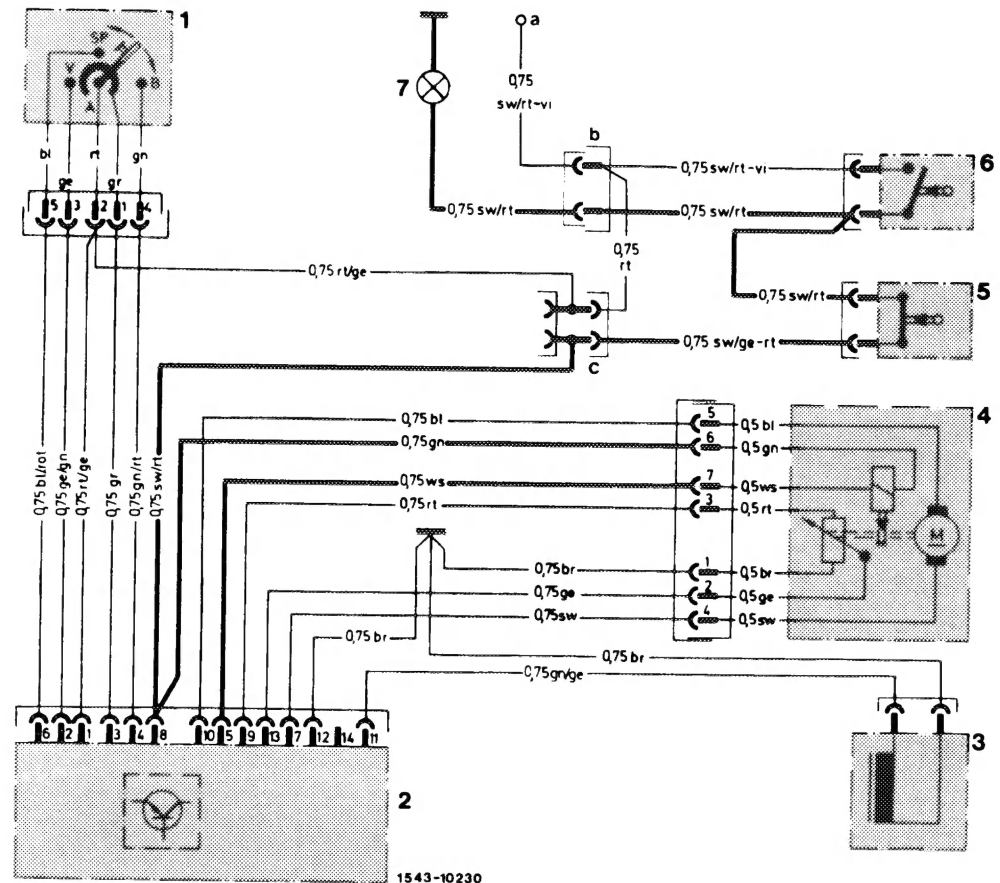 1
SP
V
A
B
bl
rt
gn
ge
gr
5 3 2 1 4
7
a
0,75
sw/rt-vi
b
0,75 sw/rt-vi
6
0,75 sw/rt
0,75 sw/rt
0,75
rt
0,75 rt/ge
0,75 sw/rt
5
0,75 sw/ge-rt
c
4
0,75 bl
5
0,5 bl
0,75 gn
6
0,5 gn
0,75 ws
7
0,5 ws
0,75 rt
3
0,5 rt
M
0,75 br
1
0,5 br
0,75 ge
2
0,5 ge
0,75 sw
4
0,5 sw
0,75 bl/rot
0,75 ge/gn
0,75 rt/ge
0,75 gr
0,75 gn/rt
0,75 sw/rt
0,75 br
0,75 br
0,75 gn/ge
6 2 1 3 4 8 10 5 9 13 7 12 14 11
3
2
1543-10230